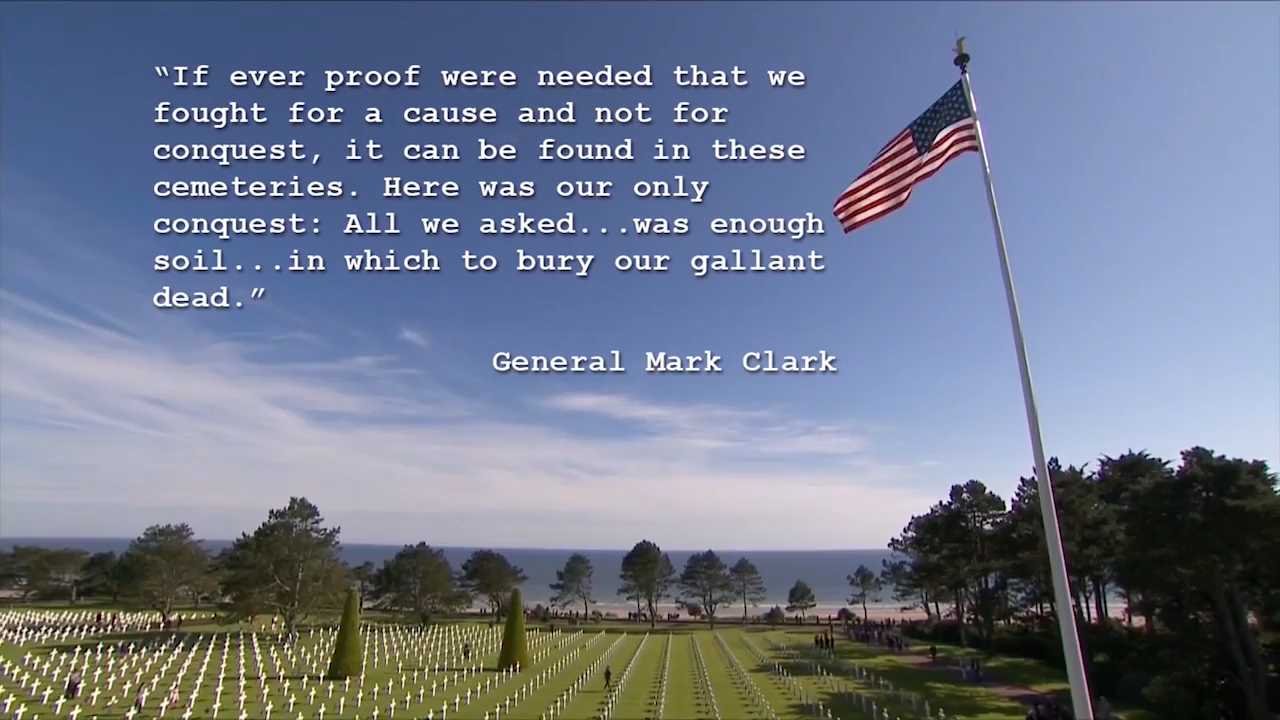 “If ever proof were needed that we
fought for a cause and not for
conquest, it can be found in these
cemeteries. Here was our only
conquest: All we asked...was enough
soil...in which to bury our gallant
dead.”
General Mark Clark